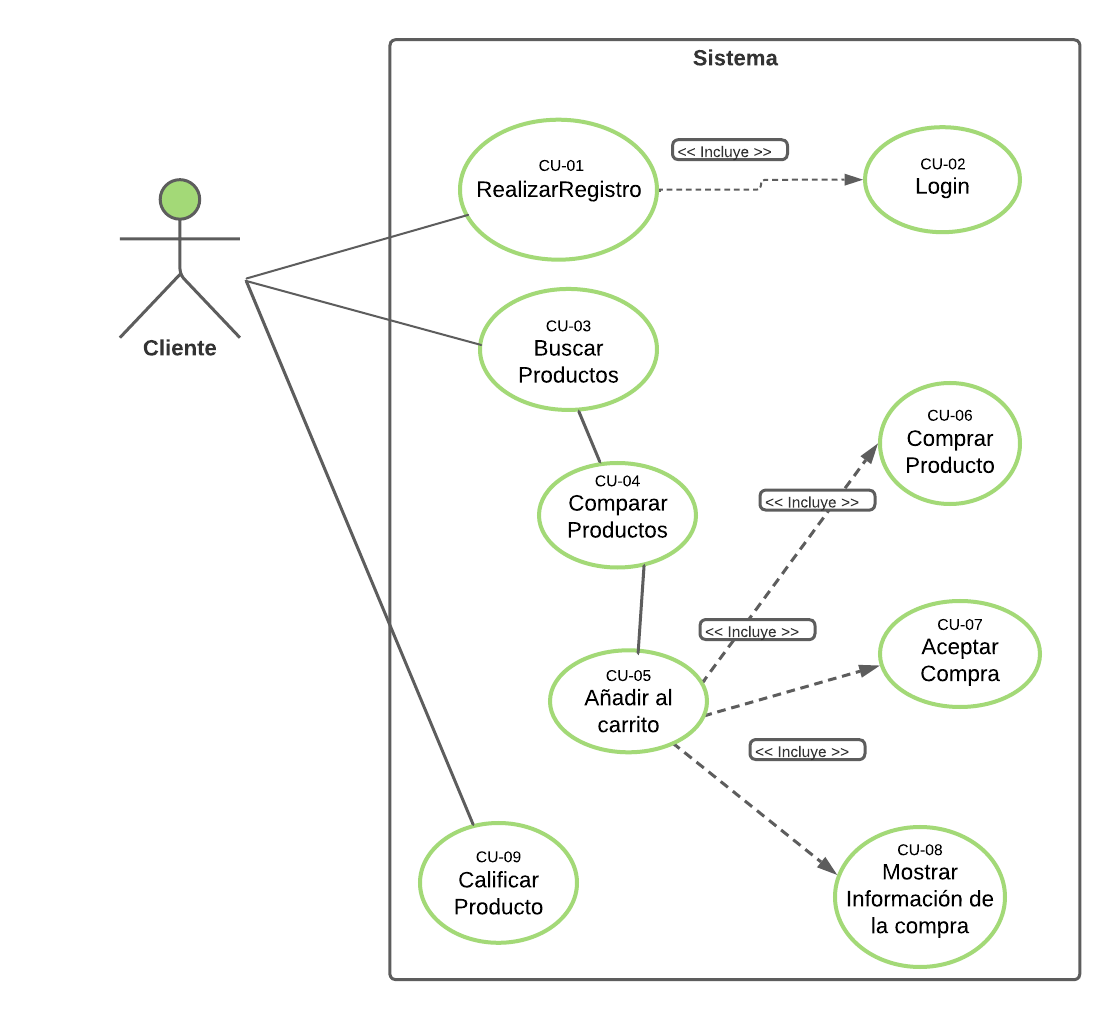 Sistema
CU-01
RealizarRegistro
<< Incluye >>
CU-02
Login
Cliente
CU-03
Buscar
Productos
CU-04
Comparar
Productos
CU-06
Comprar
Producto
<< Incluye >>
<< Incluye >>
CU-05
Añadir al
carrito
CU-07
Aceptar
Compra
<< Incluye >>
CU-09
Calificar
Producto
CU-08
Mostrar
Información de
la compra